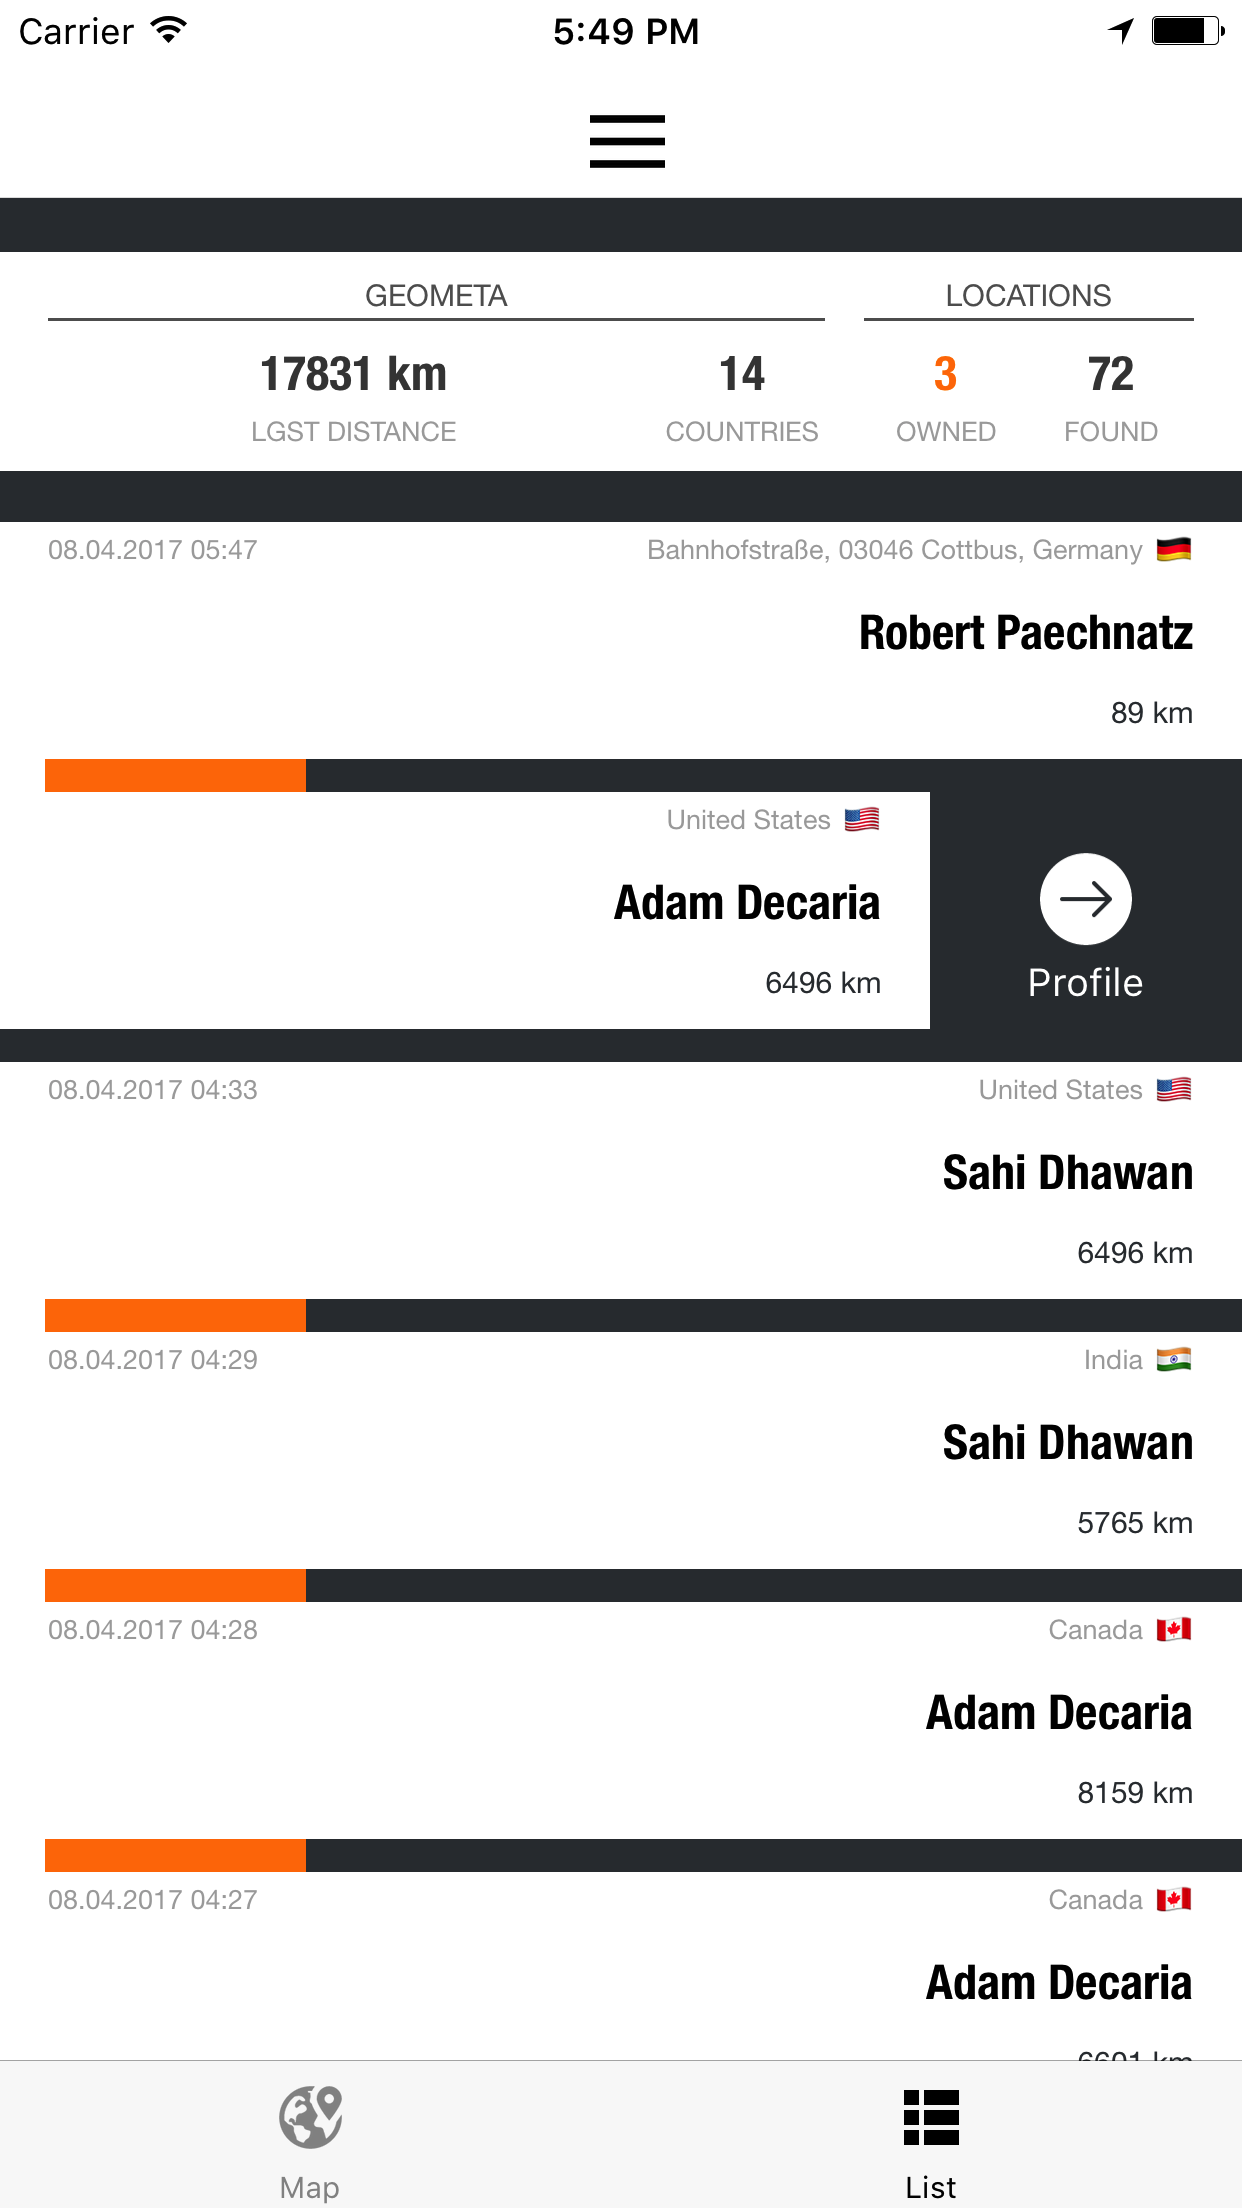 Carrier 5:49 PM
GEOMETA LOCATIONS
17831 km 14 3 72
LGST DISTANCE COUNTRIES OWNED FOUND
08.04.2017 05:47 Bahnhofstraße, 03046 Cottbus, Germany 🇩🇪
Robert Paechnatz
89 km
United States 🇺🇸
Adam Decaria
6496 km
Profile
08.04.2017 04:33 United States 🇺🇸
Sahi Dhawan
6496 km
08.04.2017 04:29 India 🇮🇳
Sahi Dhawan
5765 km
08.04.2017 04:28 Canada 🇨🇦
Adam Decaria
8159 km
08.04.2017 04:27 Canada 🇨🇦
Adam Decaria
km
Map List